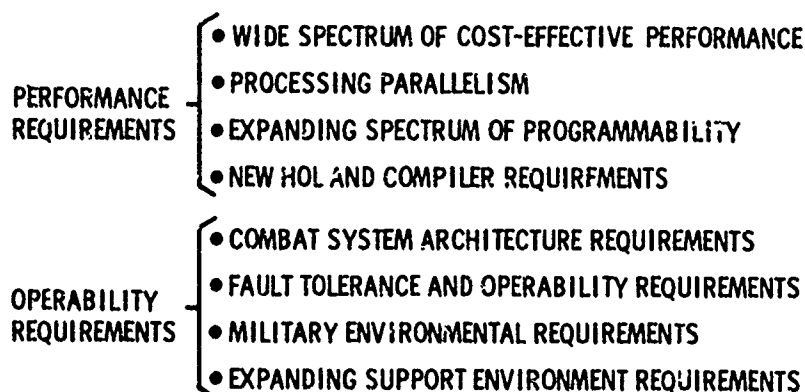 PERFORMANCE
REQUIREMENTS
• WIDE SPECTRUM OF COST-EFFECTIVE PERFORMANCE
• PROCESSING PARALLELISM
• EXPANDING SPECTRUM OF PROGRAMMABILITY
• NEW HOL AND COMPILER REQUIREMENTS
OPERABILITY
REQUIREMENTS
• COMBAT SYSTEM ARCHITECTURE REQUIREMENTS
• FAULT TOLERANCE AND OPERABILITY REQUIREMENTS
• MILITARY ENVIRONMENTAL REQUIREMENTS
• EXPANDING SUPPORT ENVIRONMENT REQUIREMENTS